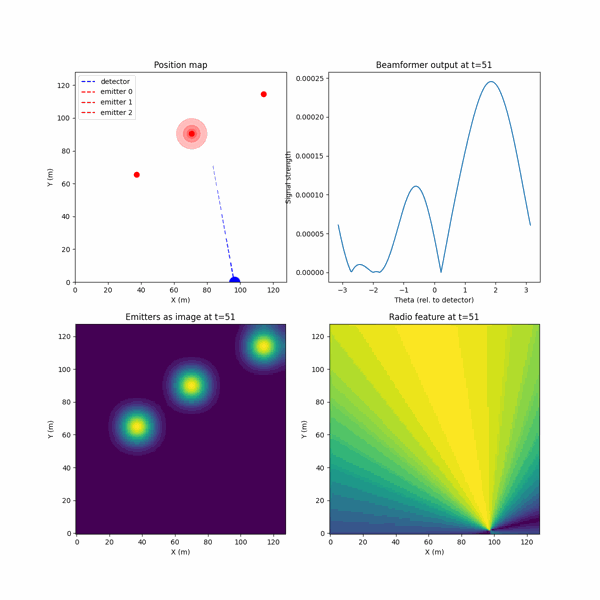 Position map
detector
emitter 0
emitter 1
emitter 2
Y (m)
120
100
80
60
40
20
0
0 20 40 60 80 100 120
X (m)
Beamformer output at t=51
Signal strength
0.00025
0.00020
0.00015
0.00010
0.00005
0.00000
−3 −2 −1 0 1 2 3
Theta (rel. to detector)
Emitters as image at t=51
Y (m)
120
100
80
60
40
20
0
0 20 40 60 80 100 120
X (m)
Radio feature at t=51
Y (m)
120
100
80
60
40
20
0
0 20 40 60 80 100 120
X (m)